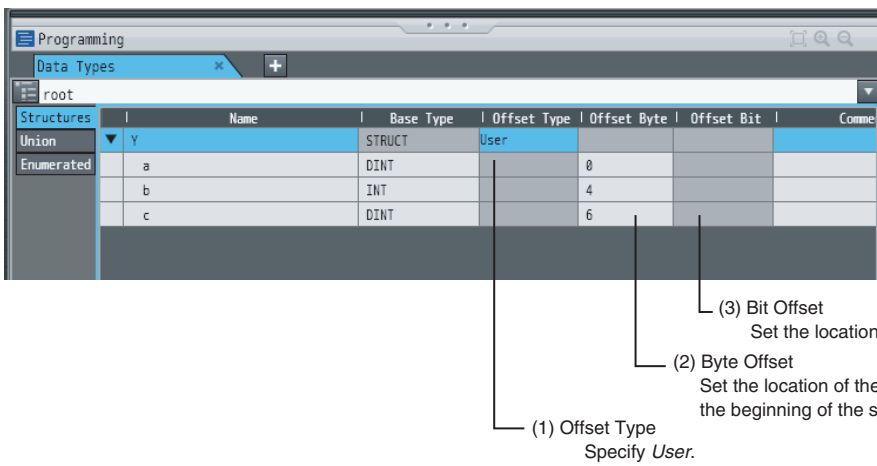 Programming
Data Types × +
root
Structures Name Base Type Offset Type Offset Byte Offset Bit Comme
Union ▼ Y STRUCT User
Enumerated a DINT 0
b INT 4
c DINT 6
(3) Bit Offset
Set the location
(2) Byte Offset
Set the location of the
the beginning of the s
(1) Offset Type
Specify User.